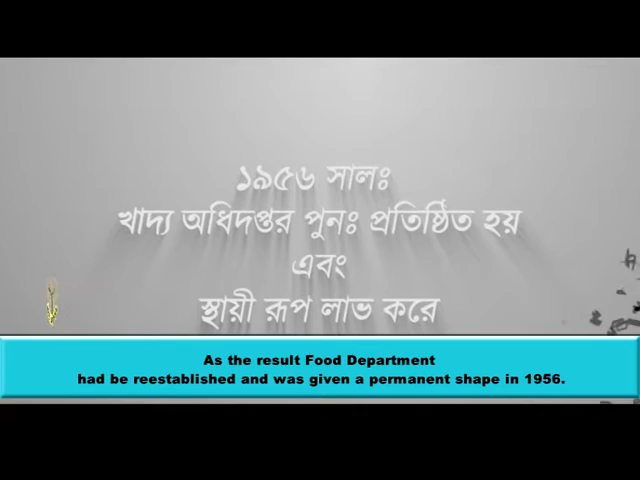 ১৯৫৬ সালঃ
খাদ্য অধিদপ্তর পুনঃ প্রতিষ্ঠিত হয়
এবং
স্থায়ী রূপ লাভ করে
As the result Food Department
had be reestablished and was given a permanent shape in 1956.